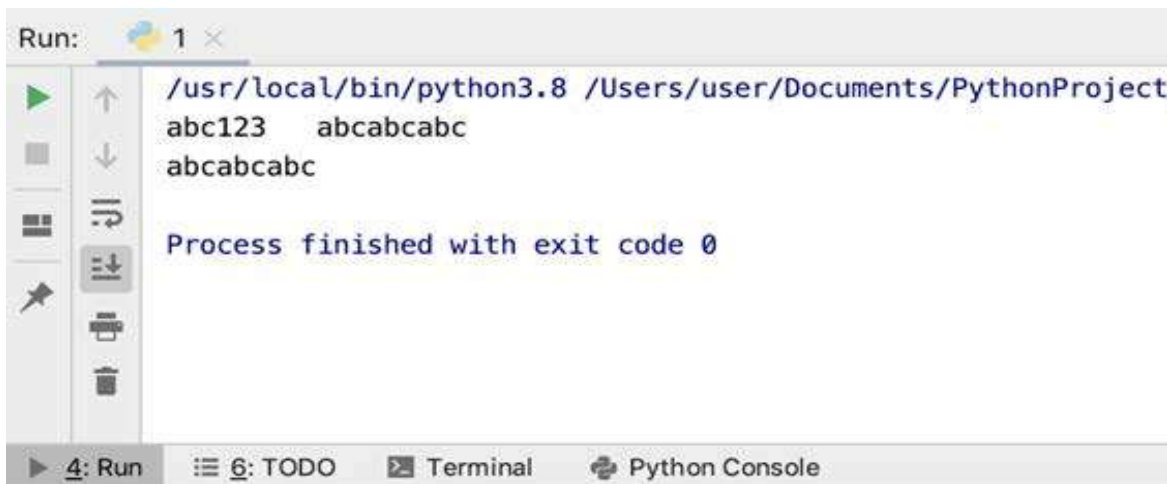 Run: 1
/usr/local/bin/python3.8 /Users/user/Documents/PythonProject
abc123   abcabcabc
abcabcabc
Process finished with exit code 0
4: Run 6: TODO Terminal Python Console